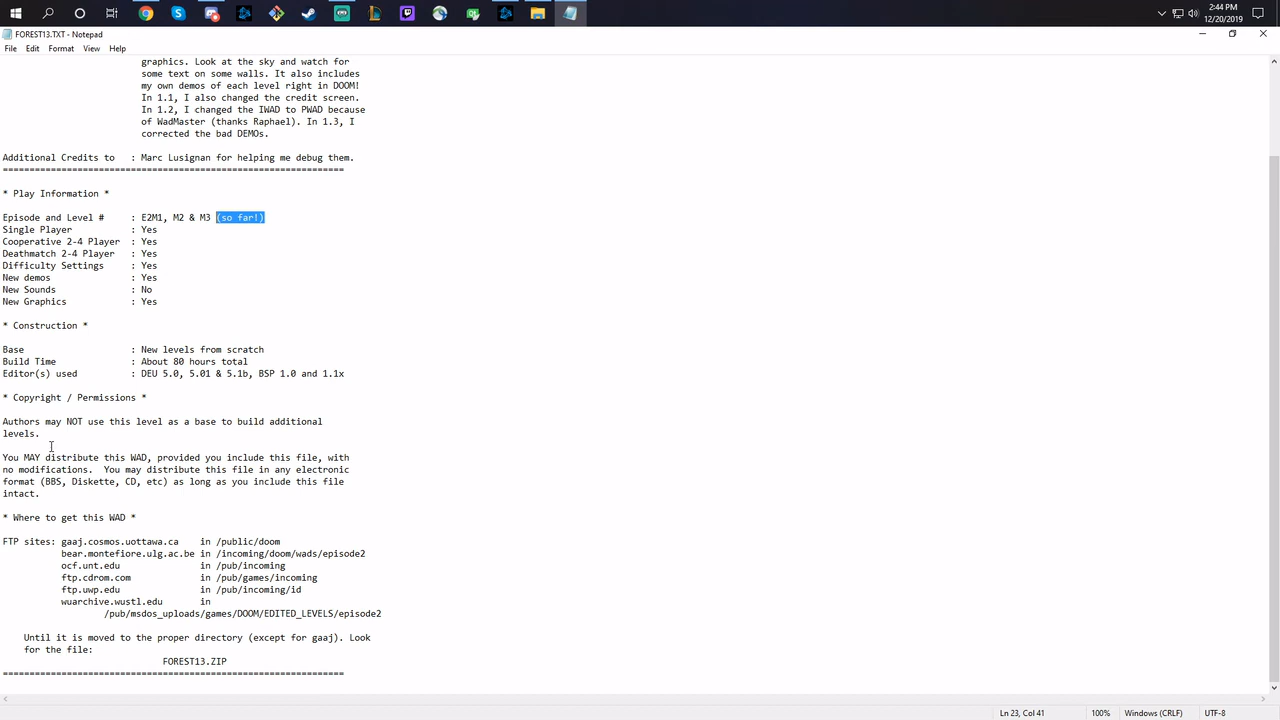 2:44 PM
12/20/2019
FOREST13.TXT - Notepad
File Edit Format View Help
graphics. Look at the sky and watch for
some text on some walls. It also includes
my own demos of each level right in DOOM!
In 1.1, I also changed the credit screen.
In 1.2, I changed the IWAD to PWAD because
of WadMaster (thanks Raphael). In 1.3, I
corrected the bad DEMOs.
Additional Credits to : Marc Lusignan for helping me debug them.
================================================================
* Play Information *
Episode and Level # : E2M1, M2 & M3 (so far!)
Single Player : Yes
Cooperative 2-4 Player : Yes
Deathmatch 2-4 Player : Yes
Difficulty Settings : Yes
New demos : Yes
New Sounds : No
New Graphics : Yes
* Construction *
Base : New levels from scratch
Build Time : About 80 hours total
Editor(s) used : DEU 5.0, 5.01 & 5.1b, BSP 1.0 and 1.1x
* Copyright / Permissions *
Authors may NOT use this level as a base to build additional
levels.
You MAY distribute this WAD, provided you include this file, with
no modifications. You may distribute this file in any electronic
format (BBS, Diskette, CD, etc) as long as you include this file
intact.
* Where to get this WAD *
FTP sites: gaaj.cosmos.uottawa.ca in /public/doom
bear.montefiore.ulg.ac.be in /incoming/doom/wads/episode2
ocf.unt.edu in /pub/incoming
ftp.cdrom.com in /pub/games/incoming
ftp.uwp.edu in /pub/incoming/id
wuarchive.wustl.edu in
/pub/msdos_uploads/games/DOOM/EDITED_LEVELS/episode2
Until it is moved to the proper directory (except for gaaj). Look
for the file:
FOREST13.ZIP
================================================================
Ln 23, Col 41 100% Windows (CRLF) UTF-8